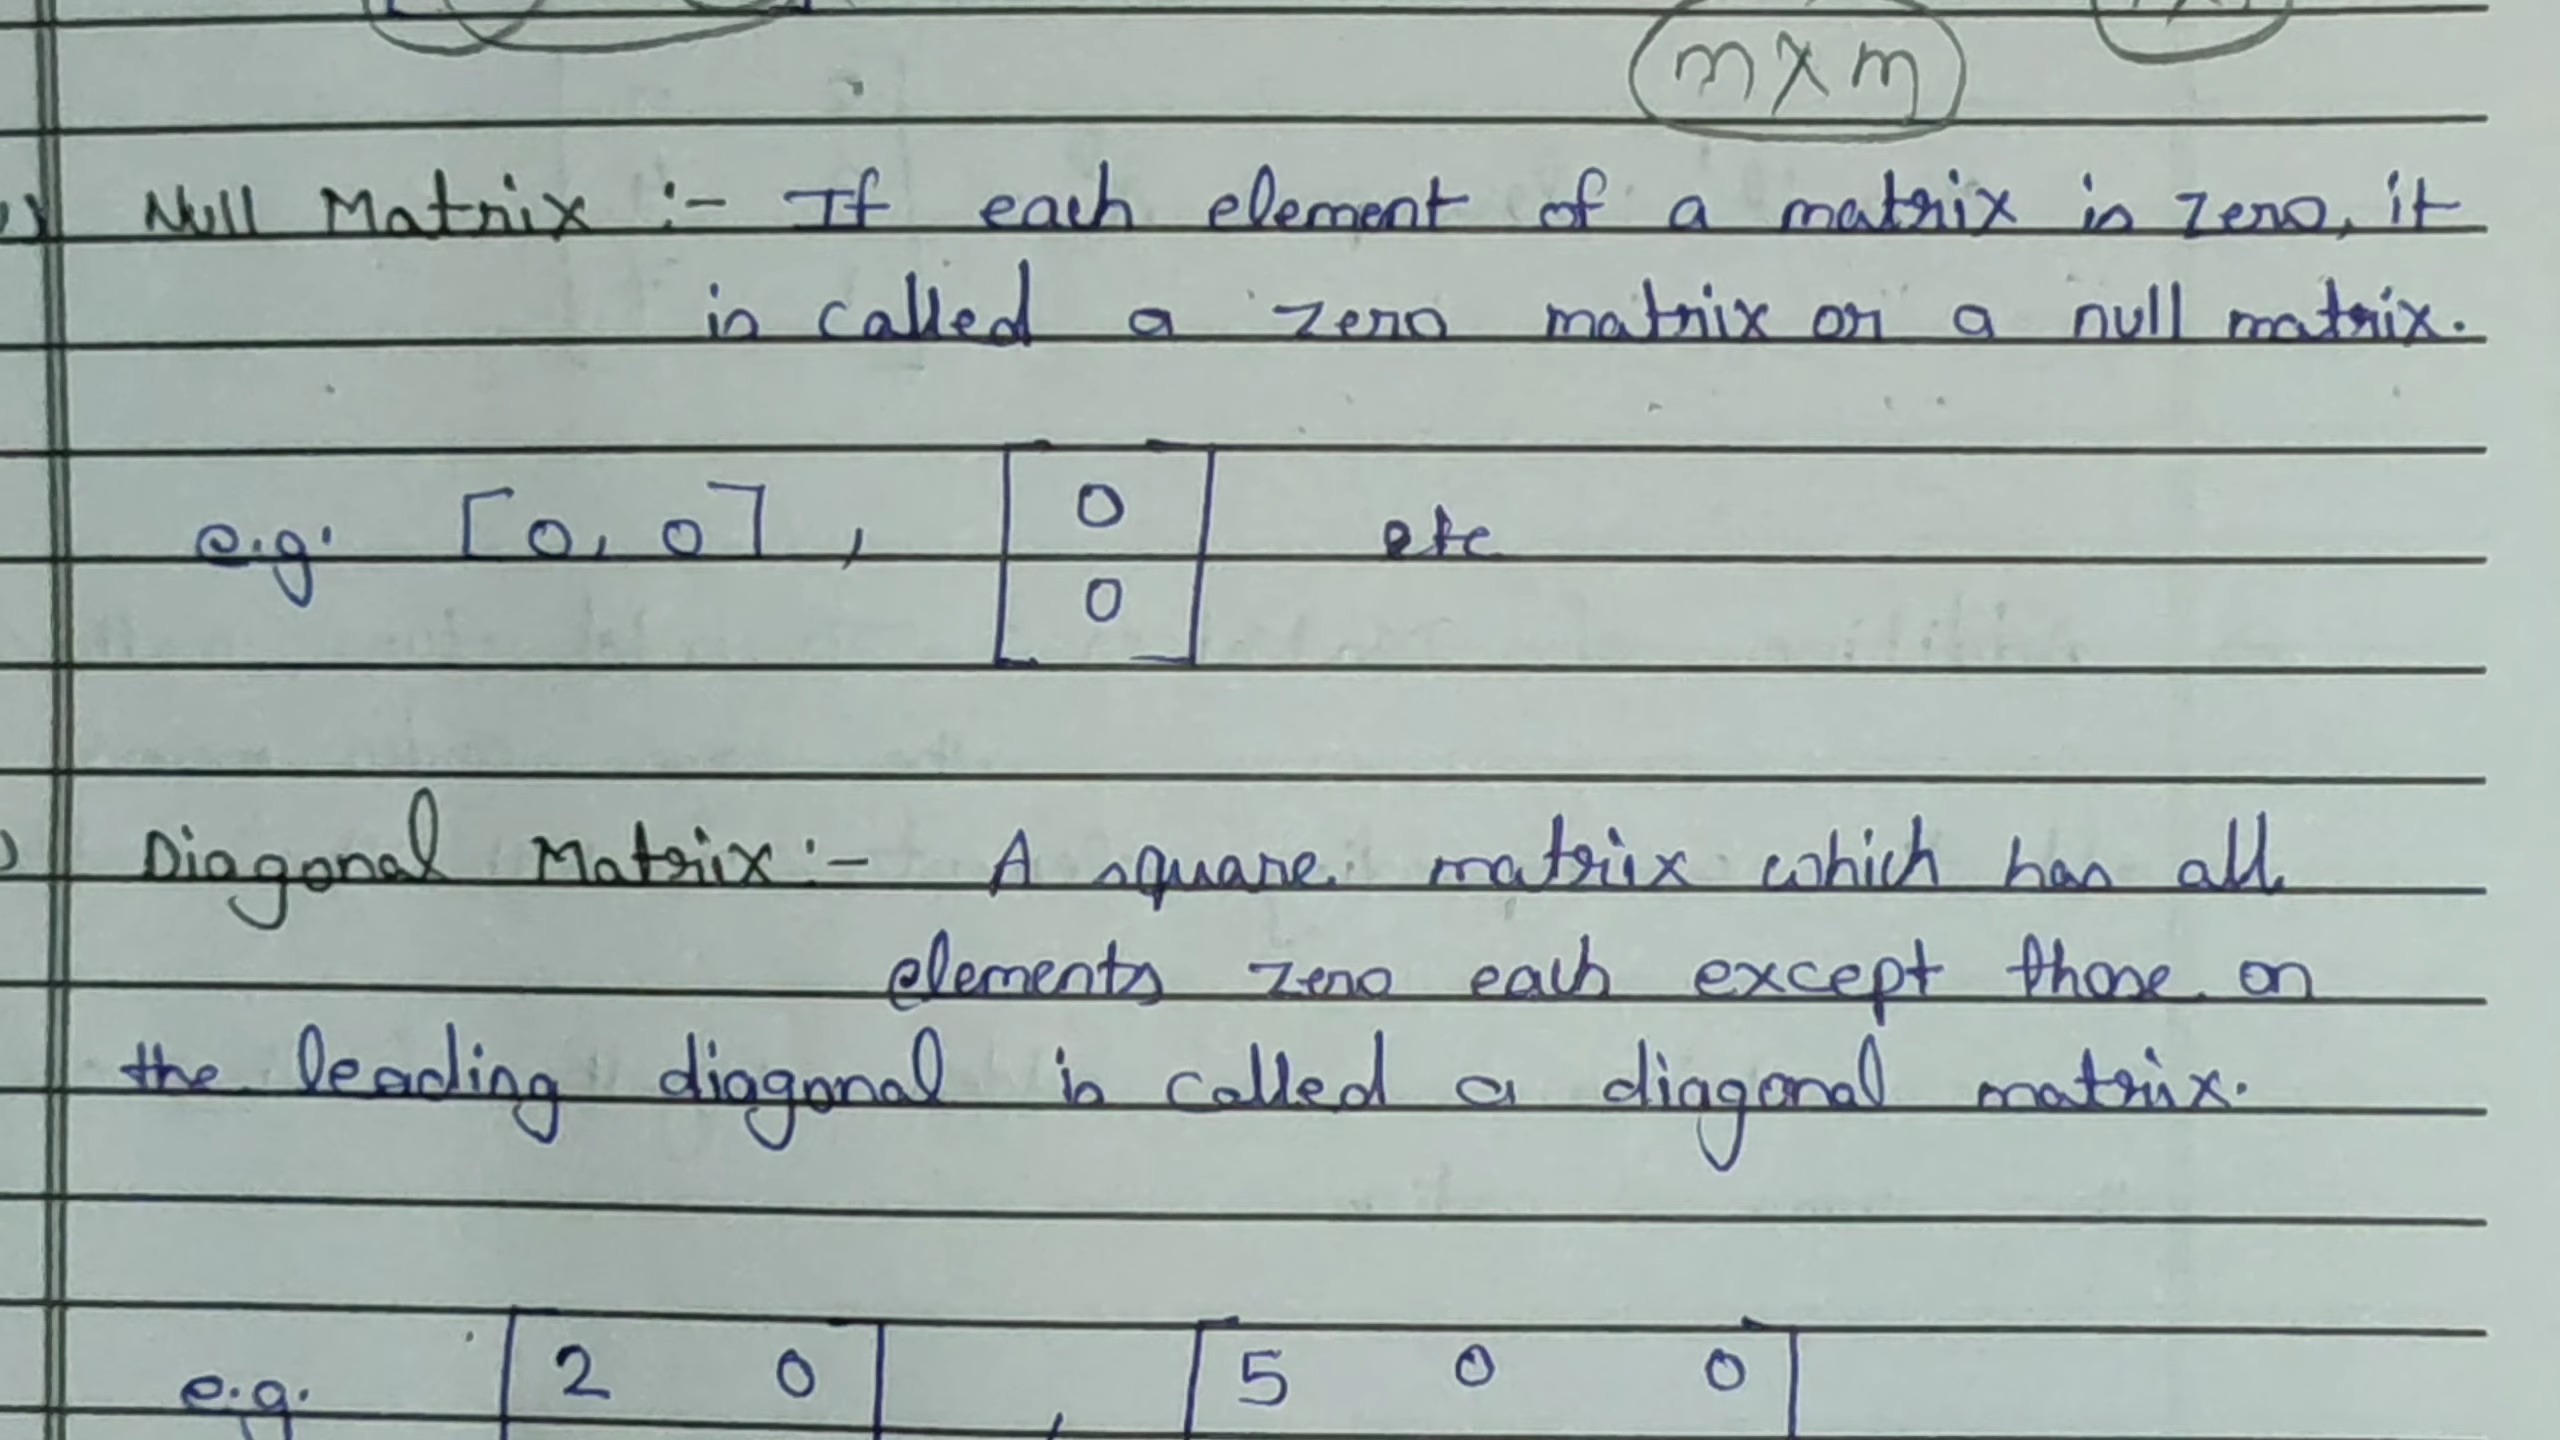 m x n
Null Matrix :- If each element of a matrix is zero, it
is called a zero matrix or a null matrix.
e.g. [0, 0] , [0 etc
0]
Diagonal Matrix :- A square matrix which has all
elements zero each except those on
the leading diagonal is called a diagonal matrix.
e.g. [2 0] , [5 0 0]